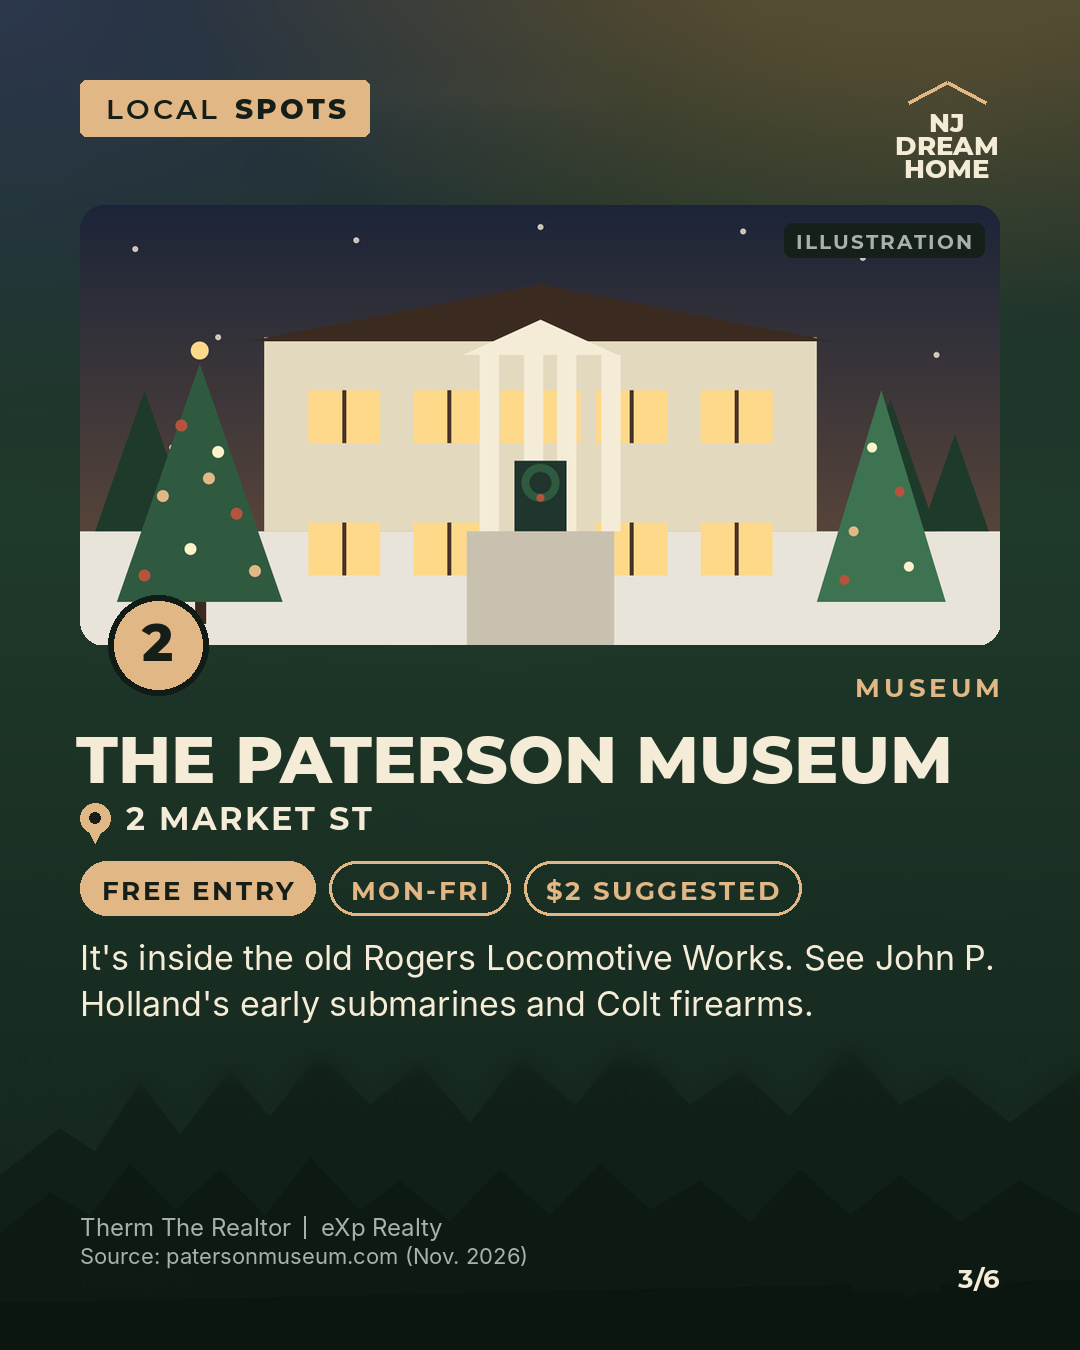 LOCAL SPOTS
NJ
DREAM
HOME
ILLUSTRATION
2
MUSEUM
THE PATERSON MUSEUM
2 MARKET ST
FREE ENTRY
MON-FRI
$2 SUGGESTED
It's inside the old Rogers Locomotive Works. See John P.
Holland's early submarines and Colt firearms.
Therm The Realtor | eXp Realty
Source: patersonmuseum.com (Nov. 2026)
3/6